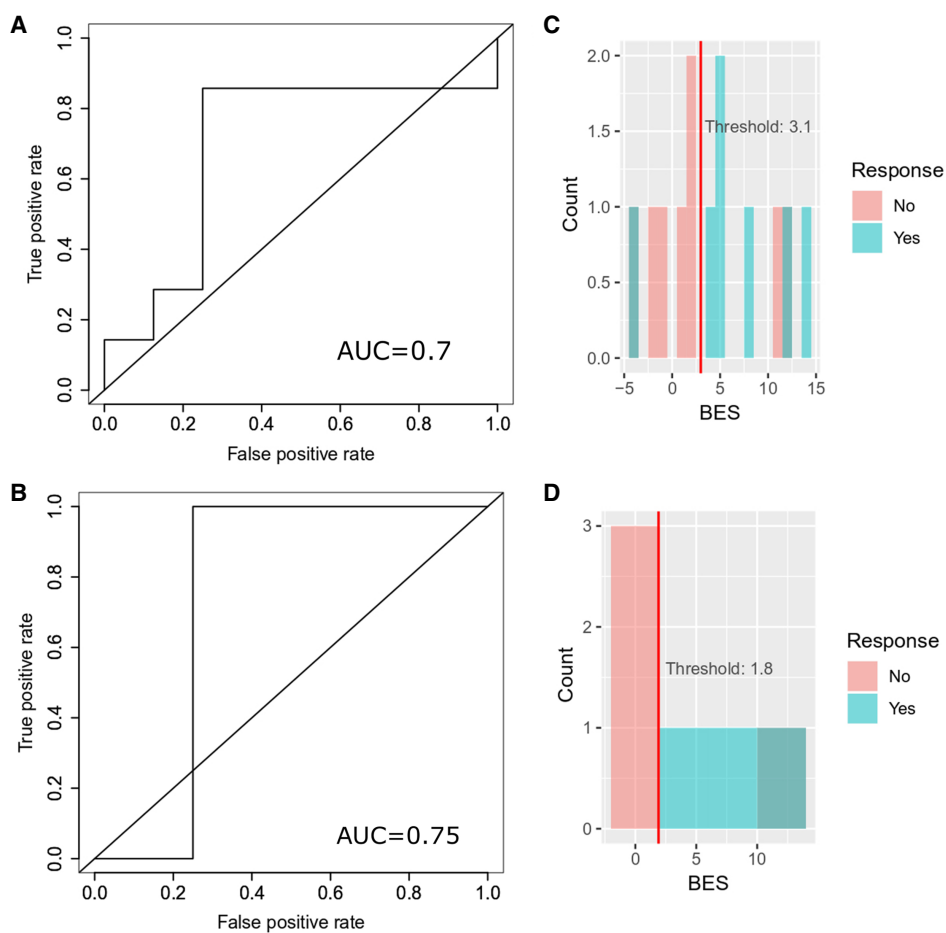 A
1.0
0.8
0.6
0.4
0.2
0.0
True positive rate
0.0 0.2 0.4 0.6 0.8 1.0
False positive rate
AUC=0.7
C
2.0
1.5
1.0
0.5
0.0
Count
Threshold: 3.1
−5 0 5 10 15
BES
Response
No
Yes
B
1.0
0.8
0.6
0.4
0.2
0.0
True positive rate
0.0 0.2 0.4 0.6 0.8 1.0
False positive rate
AUC=0.75
D
3
2
1
0
Count
Threshold: 1.8
0 5 10
BES
Response
No
Yes